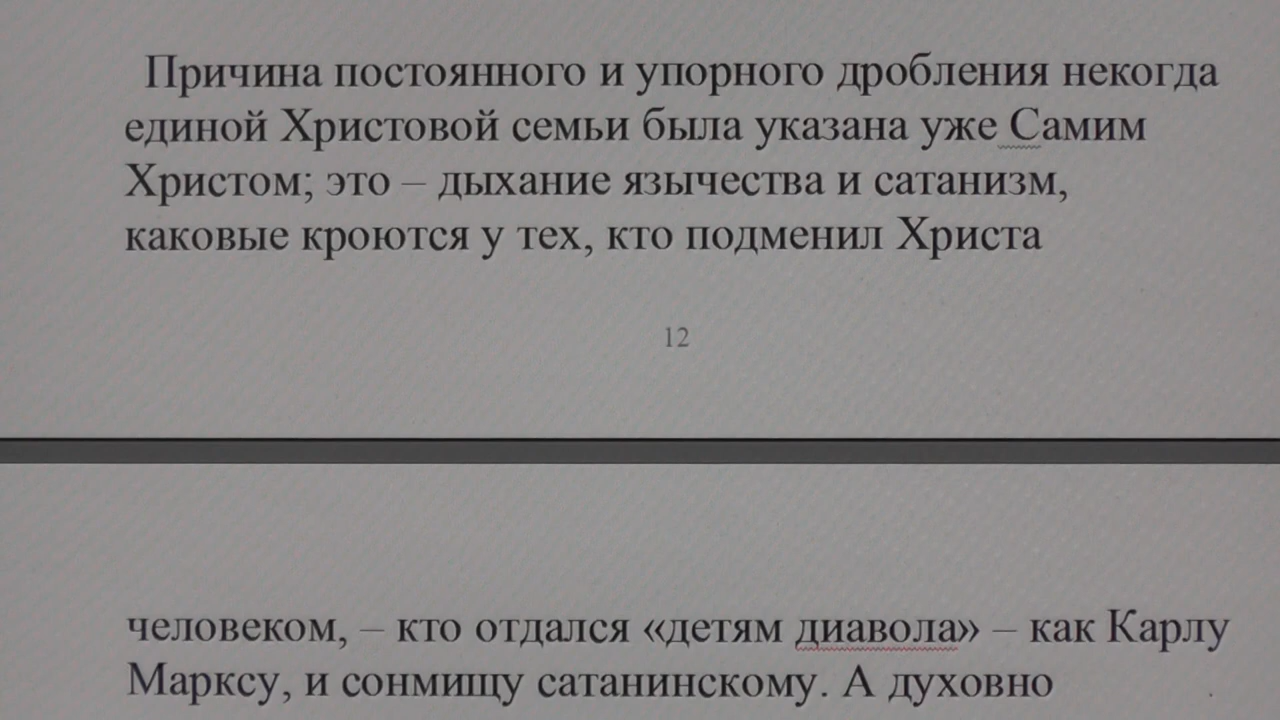 Причина постоянного и упорного дробления некогда
единой Христовой семьи была указана уже Самим
Христом; это – дыхание язычества и сатанизм,
каковые кроются у тех, кто подменил Христа
12
человеком, – кто отдался «детям диавола» – как Карлу
Марксу, и сонмищу сатанинскому. А духовно